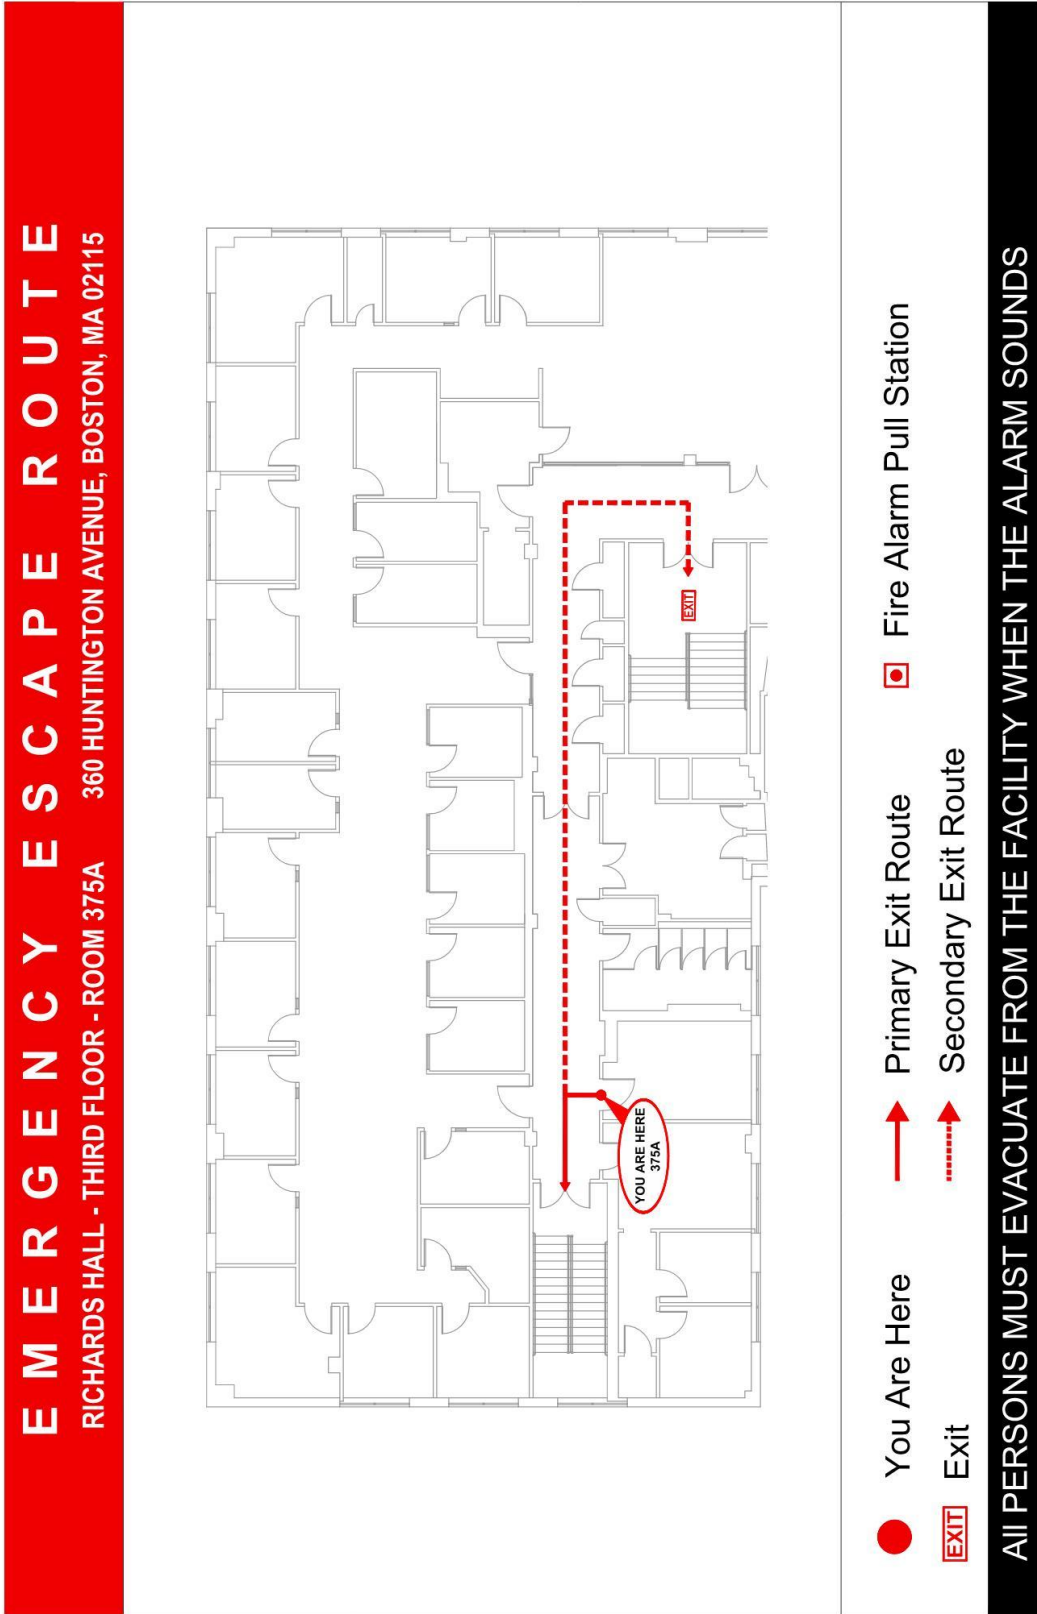 EMERGENCY ESCAPE ROUTE
RICHARDS HALL - THIRD FLOOR - ROOM 375A 360 HUNTINGTON AVENUE, BOSTON, MA 02115
EXIT
YOU ARE HERE
375A
You Are Here
Primary Exit Route
Fire Alarm Pull Station
EXIT
Exit
Secondary Exit Route
All PERSONS MUST EVACUATE FROM THE FACILITY WHEN THE ALARM SOUNDS